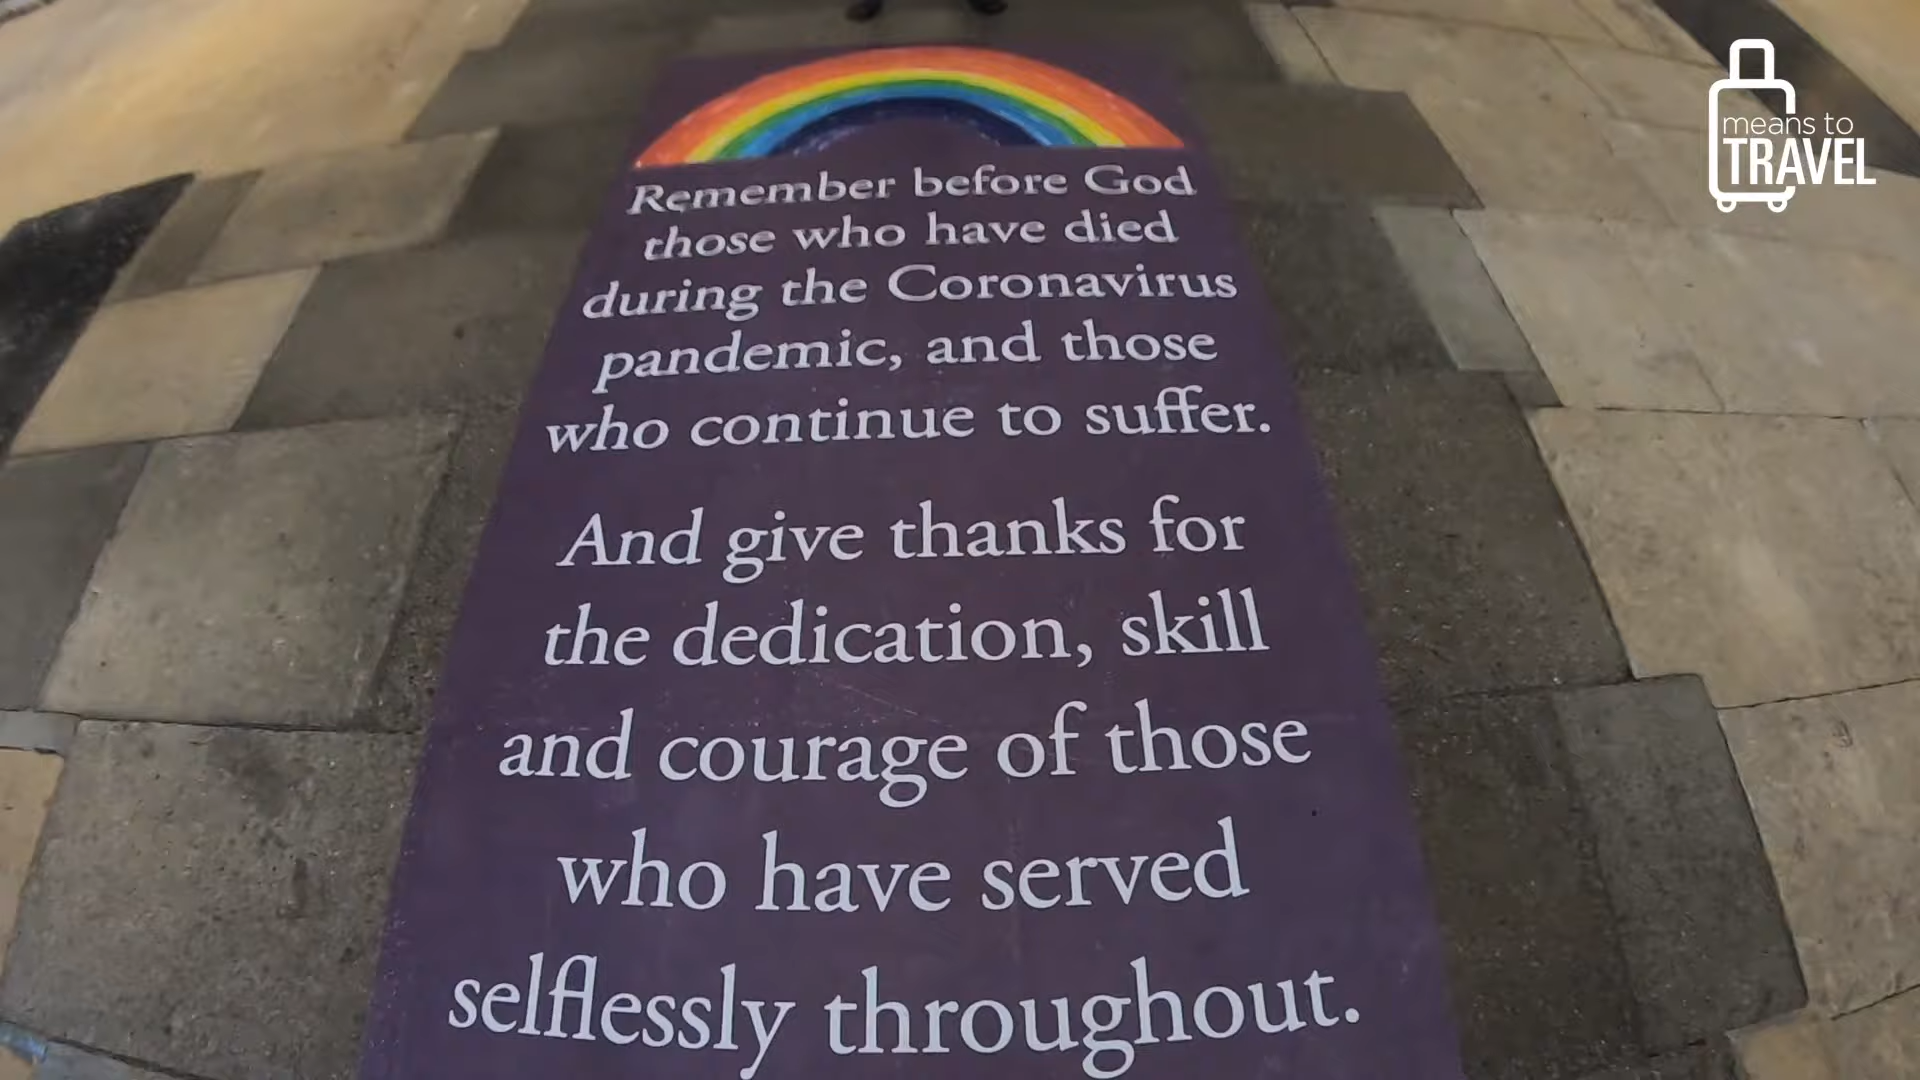 means to
TRAVEL
Remember before God
those who have died
during the Coronavirus
pandemic, and those
who continue to suffer.
And give thanks for
the dedication, skill
and courage of those
who have served
selflessly throughout.